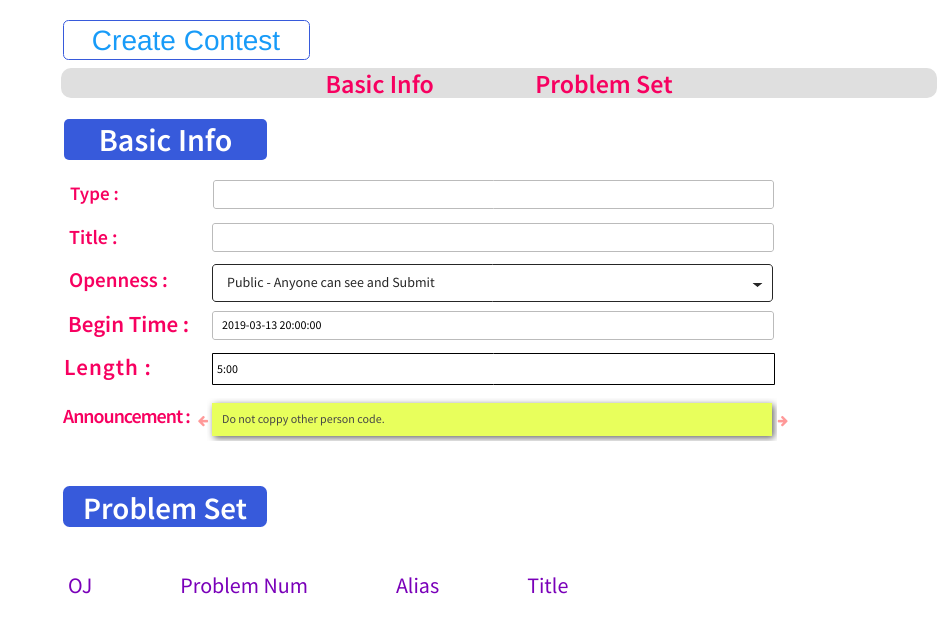 Create Contest
Basic Info Problem Set
Basic Info
Type :
Title :
Openness : Public - Anyone can see and Submit
Begin Time : 2019-03-13 20:00:00
Length : 5:00
Announcement : Do not coppy other person code.
Problem Set
OJ Problem Num Alias Title